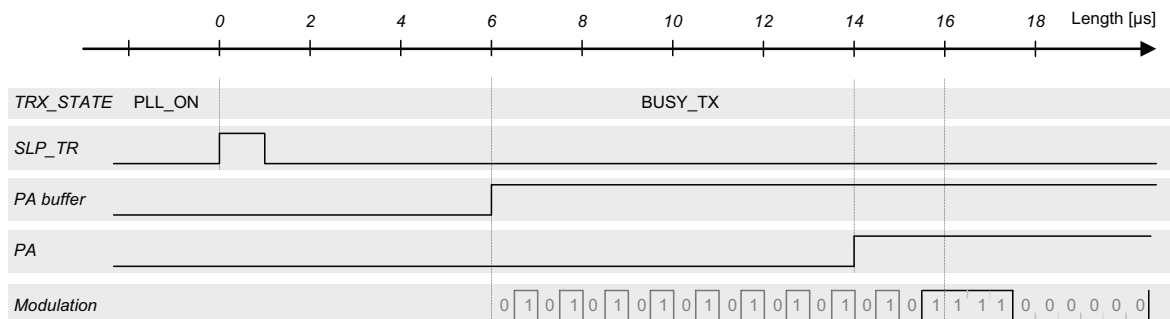 0 2 4 6 8 10 12 14 16 18 Length [µs]
TRX_STATE PLL_ON BUSY_TX
SLP_TR
PA buffer
PA
Modulation 0 1 0 1 0 1 0 1 0 1 0 1 0 1 0 1 0 1 0 1 1 1 1 0 0 0 0 0 0